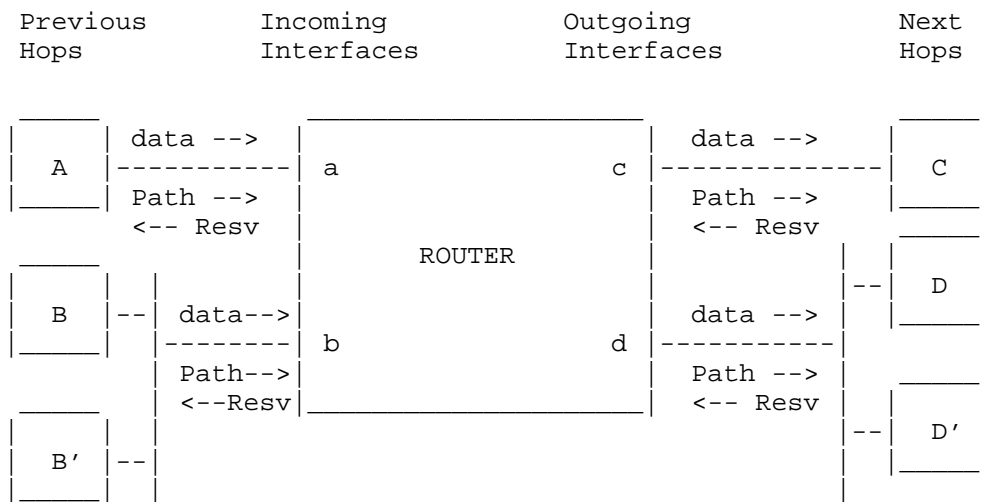 Previous Incoming Outgoing Next
Hops Interfaces Interfaces Hops
data --> data -->
A a c C
Path --> Path -->
<-- Resv <-- Resv
ROUTER
D
B data--> data -->
b d
Path--> Path -->
<--Resv <-- Resv
D’
B’